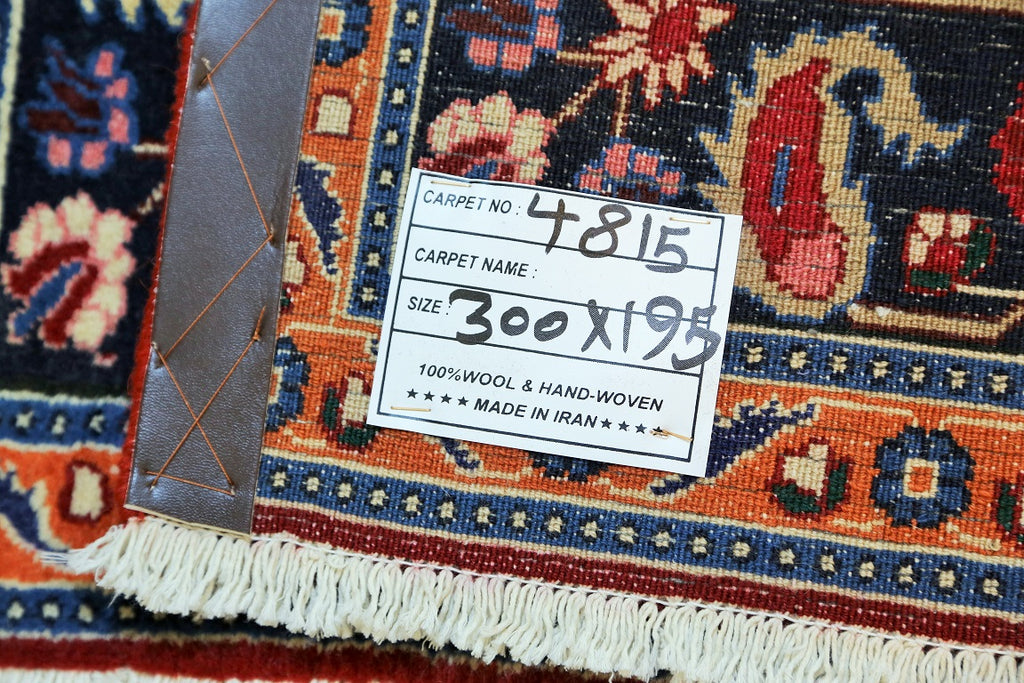 CARPET NO : 4815
CARPET NAME :
SIZE : 300 X 195
100%WOOL & HAND-WOVEN
★★★★ MADE IN IRAN ★★★★